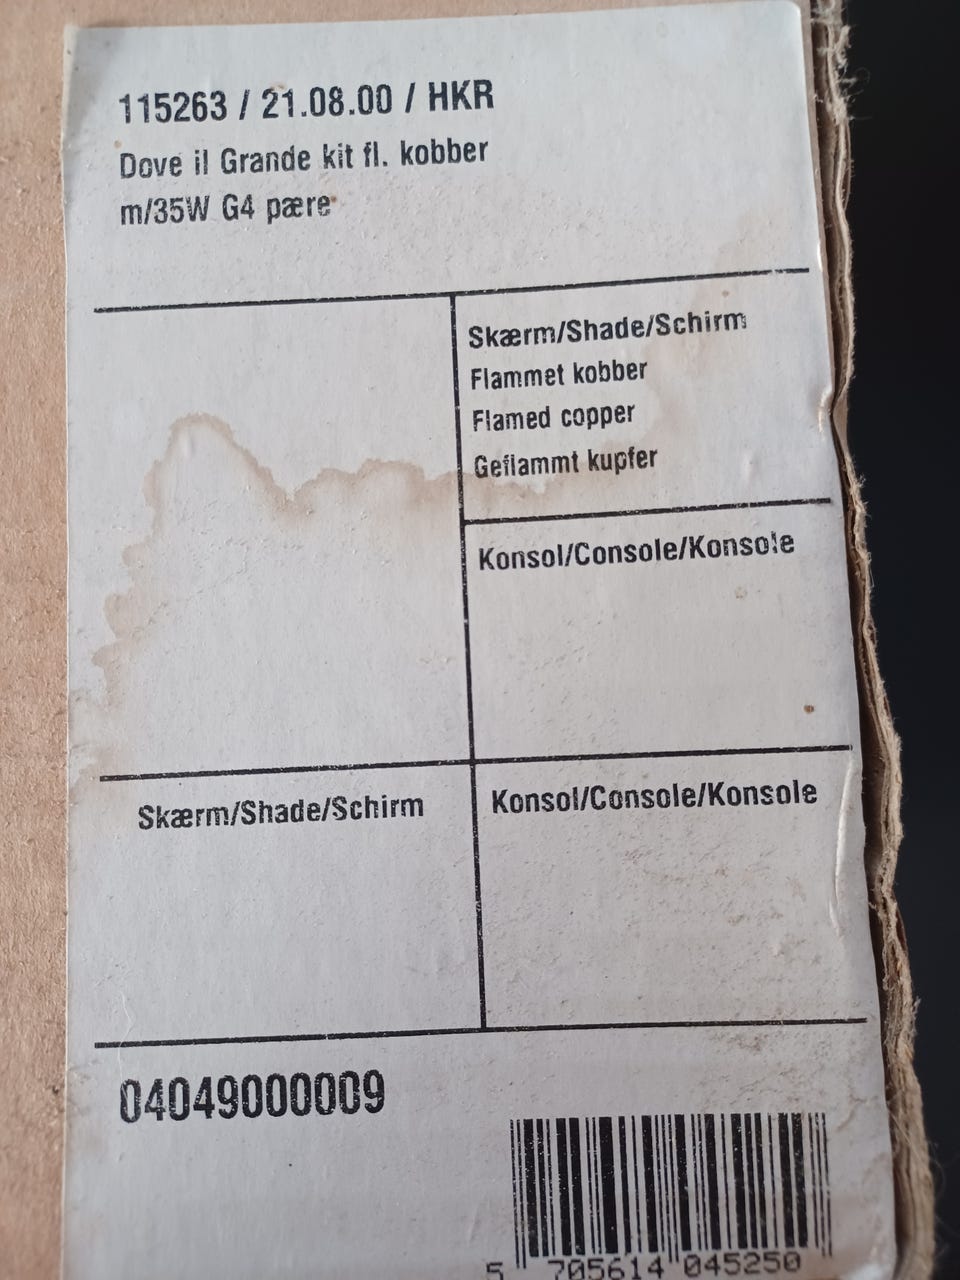 115263 / 21.08.00 / HKR
Dove il Grande kit fl. kobber
m/35W G4 pære
Skærm/Shade/Schirm
Flammet kobber
Flamed copper
Geflammt kupfer
Konsol/Console/Konsole
Skærm/Shade/Schirm
Konsol/Console/Konsole
04049000009
5 705614 045250